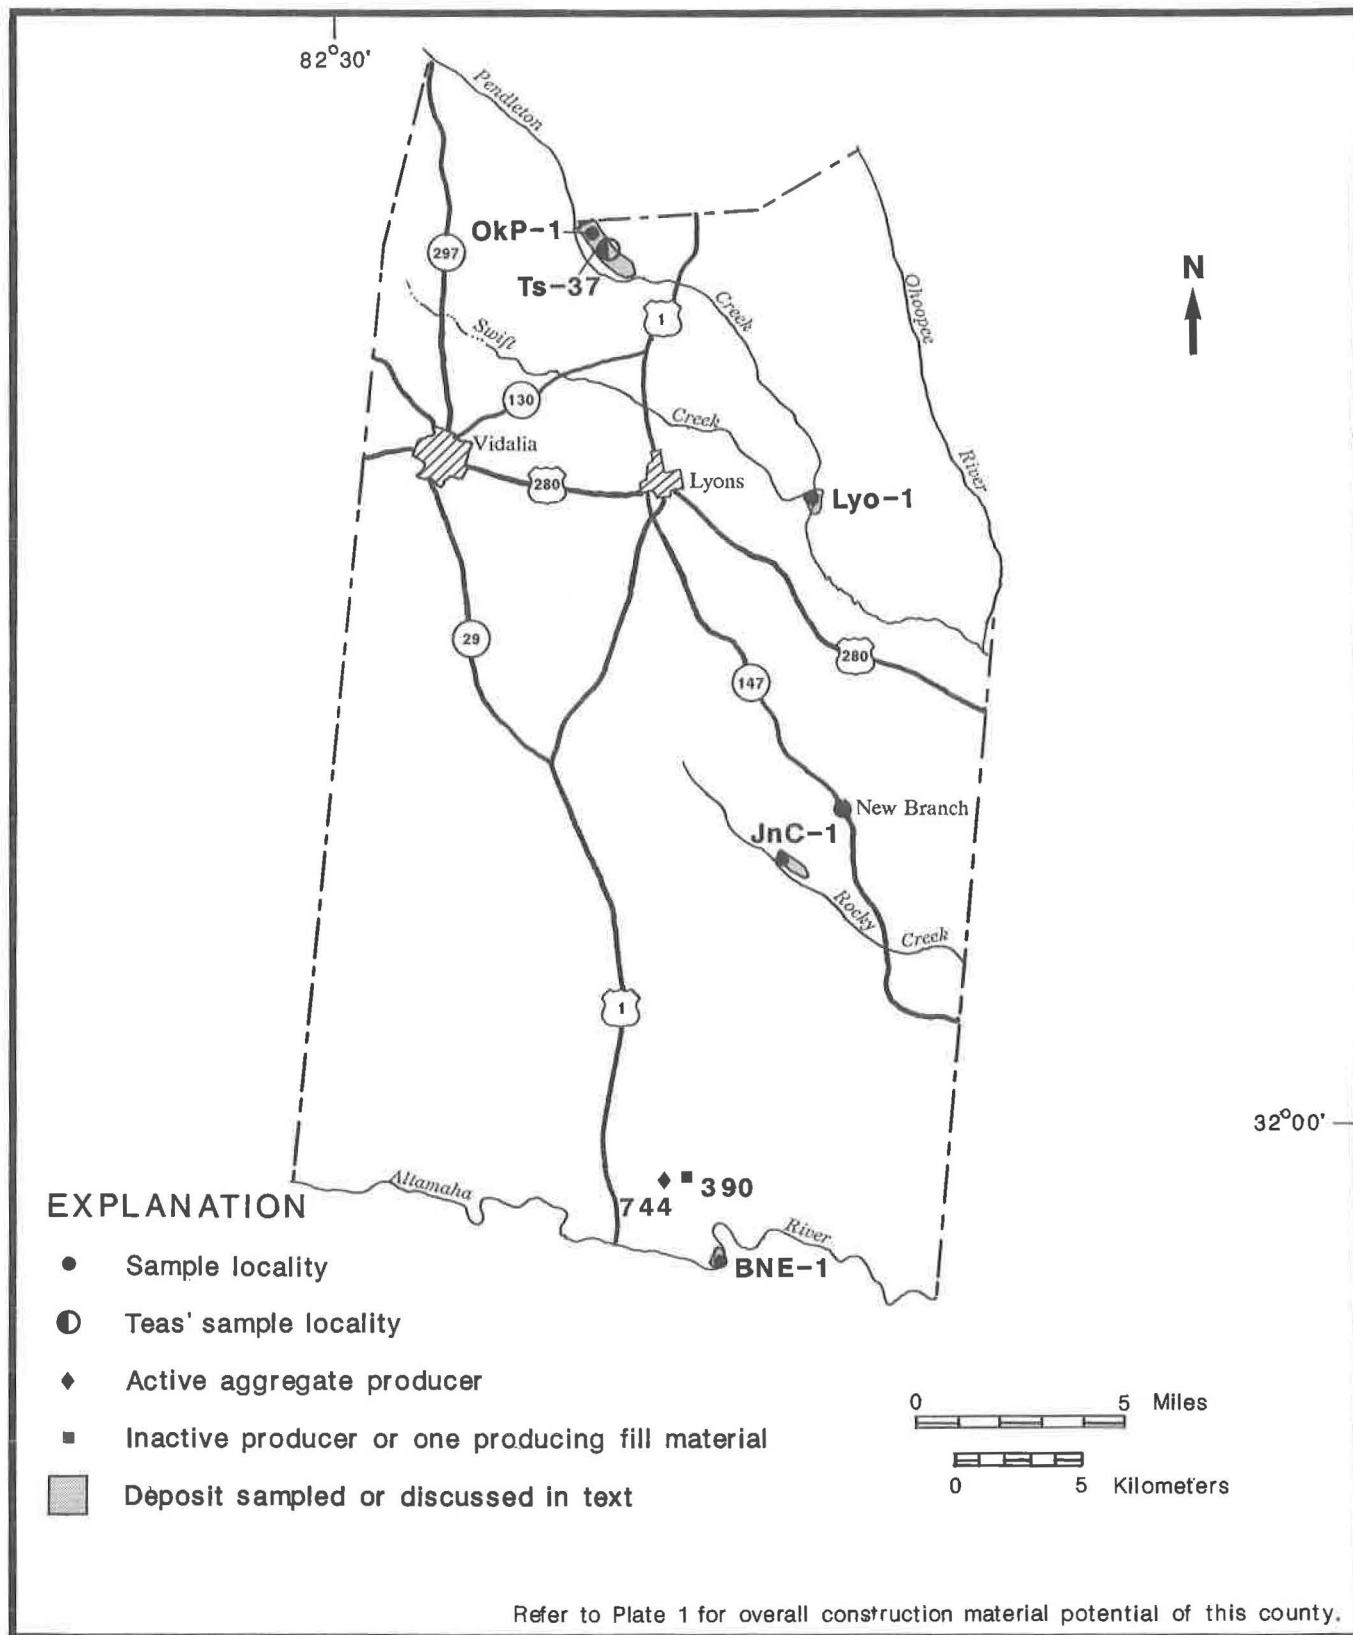 82°30'
Pendleton
OkP-1
297
Ts-37
Creek
Ohoopee
N
1
Swift
130
Creek
Vidalia
River
280
Lyons
Lyo-1
29
280
147
New Branch
JnC-1
Rocky
Creek
1
32°00'
Altamaha
390
744
River
BNE-1
EXPLANATION
Sample locality
Teas' sample locality
Active aggregate producer
Inactive producer or one producing fill material
Deposit sampled or discussed in text
0 5 Miles
0 5 Kilometers
Refer to Plate 1 for overall construction material potential of this county.